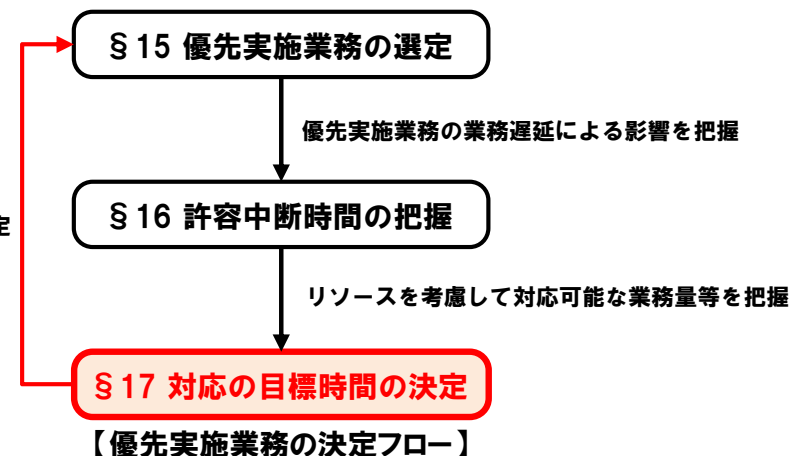 §15 優先実施業務の選定
優先実施業務の業務遅延による影響を把握
§16 許容中断時間の把握
定
リソースを考慮して対応可能な業務量等を把握
§17 対応の目標時間の決定
【優先実施業務の決定フロー】